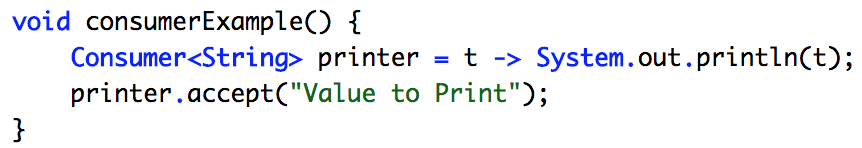 void consumerExample() {
    Consumer<String> printer = t -> System.out.println(t);
    printer.accept("Value to Print");
}